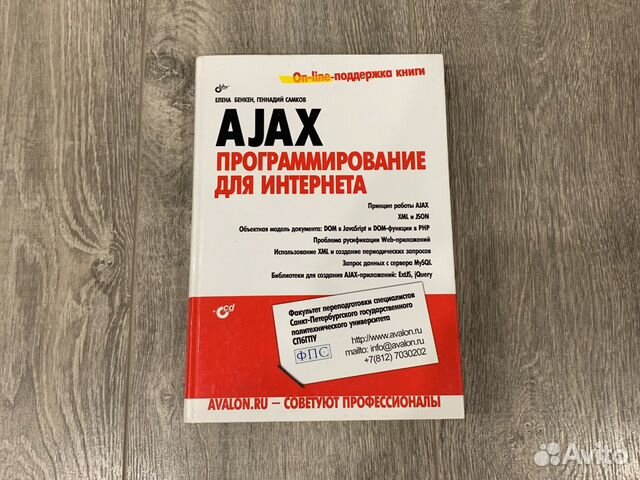 On-line-поддержка книги
bhv
ЕЛЕНА БЕНКЕН, ГЕННАДИЙ САМКОВ
AJAX
ПРОГРАММИРОВАНИЕ
ДЛЯ ИНТЕРНЕТА
Принцип работы AJAX
XML и JSON
Объектная модель документа: DOM в JavaScript и DOM-функции в PHP
Проблема русификации Web-приложений
Использование XML и создание периодических запросов
Запрос данных с сервера MySQL
Библиотеки для создания AJAX-приложений: ExtJS, jQuery
+cd
Факультет переподготовки специалистов
Санкт-Петербургского государственного
политехнического университета
СПбГПУ
ФПС
http://www.avalon.ru
mailto: info@avalon.ru
+7(812) 7030202
AVALON.RU — СОВЕТУЮТ ПРОФЕССИОНАЛЫ
Avito